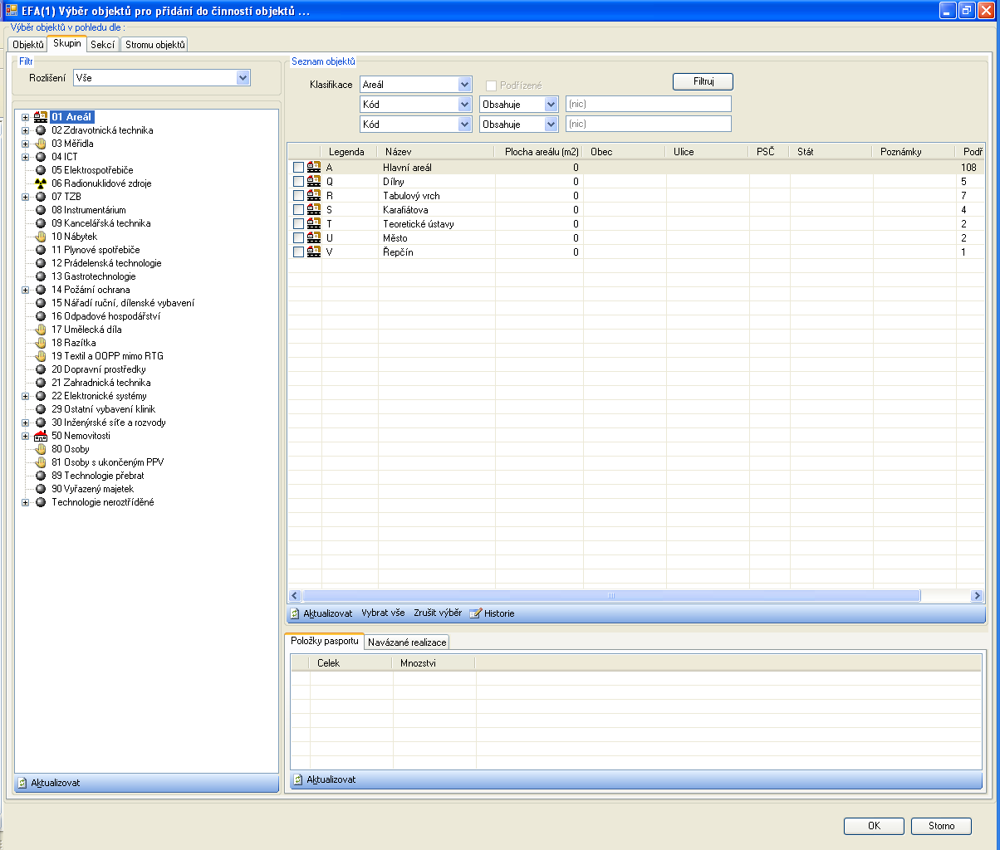 EFA(1) Výběr objektů pro přidání do činností objektů ...
Výběr objektů v pohledu dle :
Objektů Skupin Sekcí Stromu objektů
Filtr
Rozlišení Vše
01 Areál
02 Zdravotnická technika
03 Měřidla
04 ICT
05 Elektrospotřebiče
06 Radionuklidové zdroje
07 TZB
08 Instrumentárium
09 Kancelářská technika
10 Nábytek
11 Plynové spotřebiče
12 Prádelenská technologie
13 Gastrotechnologie
14 Požární ochrana
15 Nářadí ruční, dílenské vybavení
16 Odpadové hospodářství
17 Umělecká díla
18 Razítka
19 Textil a OOPP mimo RTG
20 Dopravní prostředky
21 Zahradnická technika
22 Elektronické systémy
29 Ostatní vybavení klinik
30 Inženýrské síťe a rozvody
50 Nemovitosti
80 Osoby
81 Osoby s ukončeným PPV
89 Technologie přebrat
90 Vyřazený majetek
Technologie neroztříděné
Aktualizovat
Seznam objektů
Klasifikace Areál Podřízené Filtruj
Kód Obsahuje (nic)
Kód Obsahuje (nic)
Legenda Název Plocha areálu (m2) Obec Ulice PSČ Stát Poznámky Podř
A Hlavní areál 0 108
Q Dílny 0 5
R Tabulový vrch 0 7
S Karafiátova 0 4
T Teoretické ústavy 0 2
U Město 0 2
V Řepčín 0 1
Aktualizovat Vybrat vše Zrušit výběr Historie
Položky pasportu Navázané realizace
Celek Mnozstvi
Aktualizovat
OK Storno